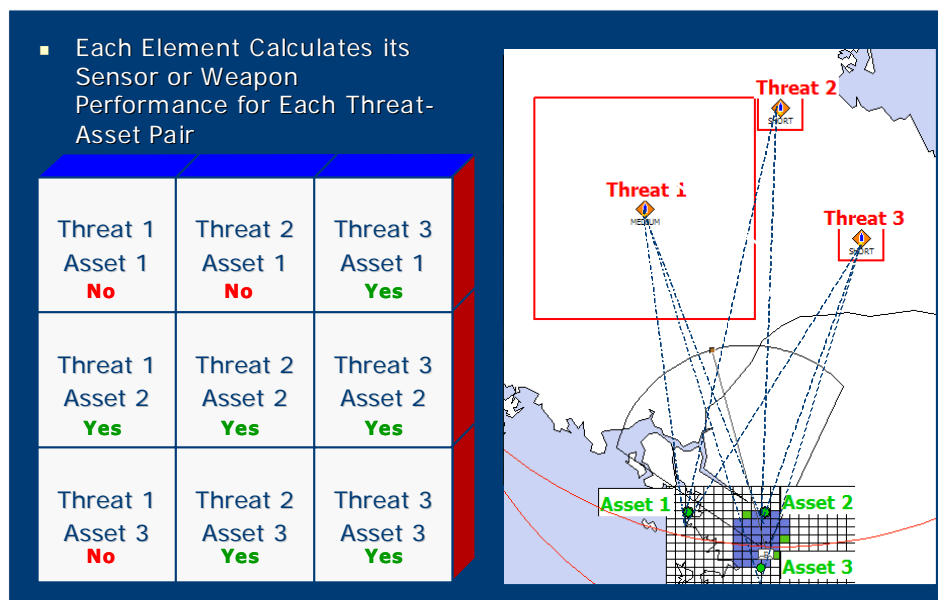 Each Element Calculates its
Sensor or Weapon
Performance for Each Threat-
Asset Pair
Threat 1
Asset 1
No
Threat 2
Asset 1
No
Threat 3
Asset 1
Yes
Threat 1
Asset 2
Yes
Threat 2
Asset 2
Yes
Threat 3
Asset 2
Yes
Threat 1
Asset 3
No
Threat 2
Asset 3
Yes
Threat 3
Asset 3
Yes
Threat 2
SHORT
Threat 1
MEDIUM
Threat 3
SHORT
Asset 1
Asset 2
Asset 3